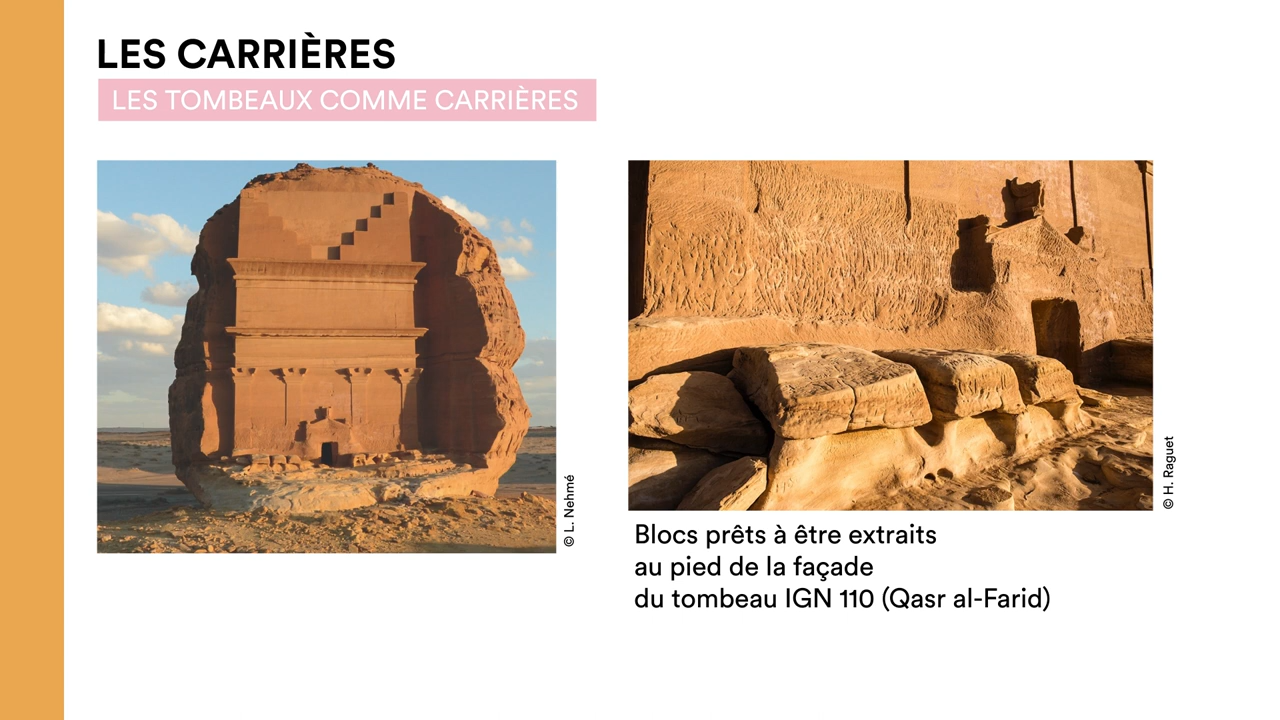 LES CARRIÈRES
LES TOMBEAUX COMME CARRIÈRES
© L. Nehmé
© H. Raguet
Blocs prêts à être extraits
au pied de la façade
du tombeau IGN 110 (Qasr al-Farid)